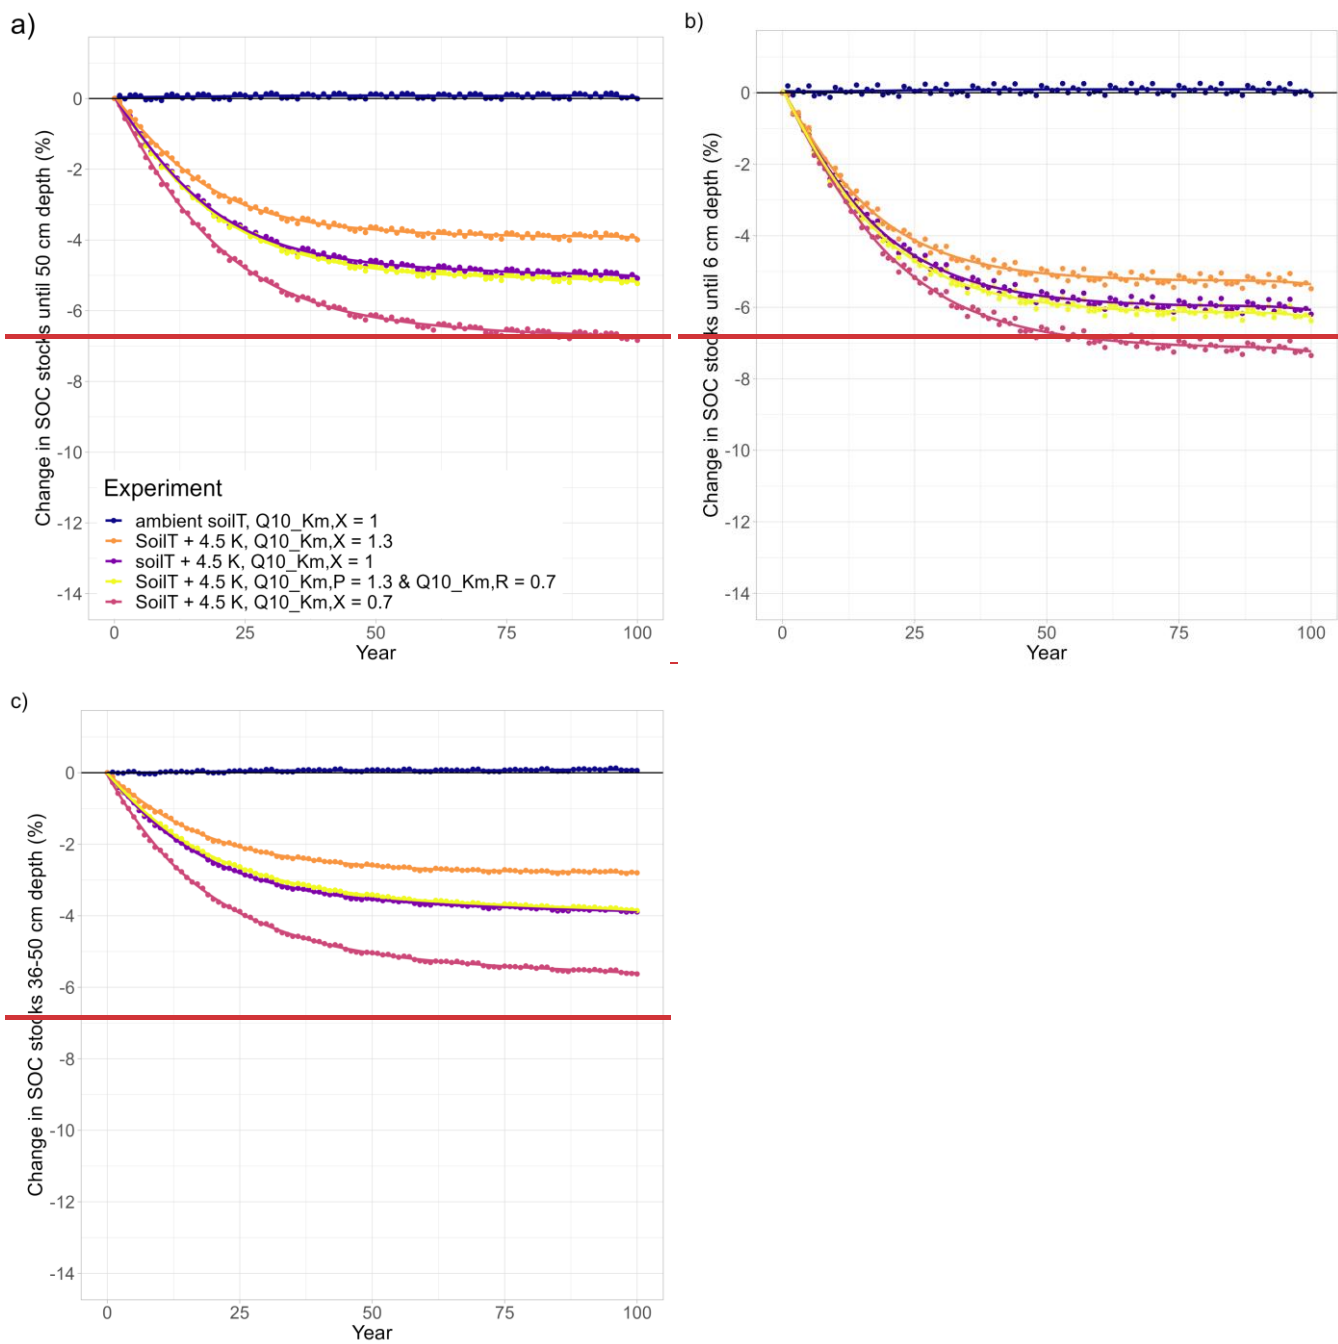 a)
Change in SOC stocks until 50 cm depth (%)
0
-2
-4
-6
-8
-10
-12
-14
Experiment
ambient soilT, Q10_Km,X = 1
SoilT + 4.5 K, Q10_Km,X = 1.3
soilT + 4.5 K, Q10_Km,X = 1
SoilT + 4.5 K, Q10_Km,P = 1.3 & Q10_Km,R = 0.7
SoilT + 4.5 K, Q10_Km,X = 0.7
0 25 50 75 100
Year
b)
Change in SOC stocks until 6 cm depth (%)
0
-2
-4
-6
-8
-10
-12
-14
0 25 50 75 100
Year
c)
Change in SOC stocks 36-50 cm depth (%)
0
-2
-4
-6
-8
-10
-12
-14
0 25 50 75 100
Year